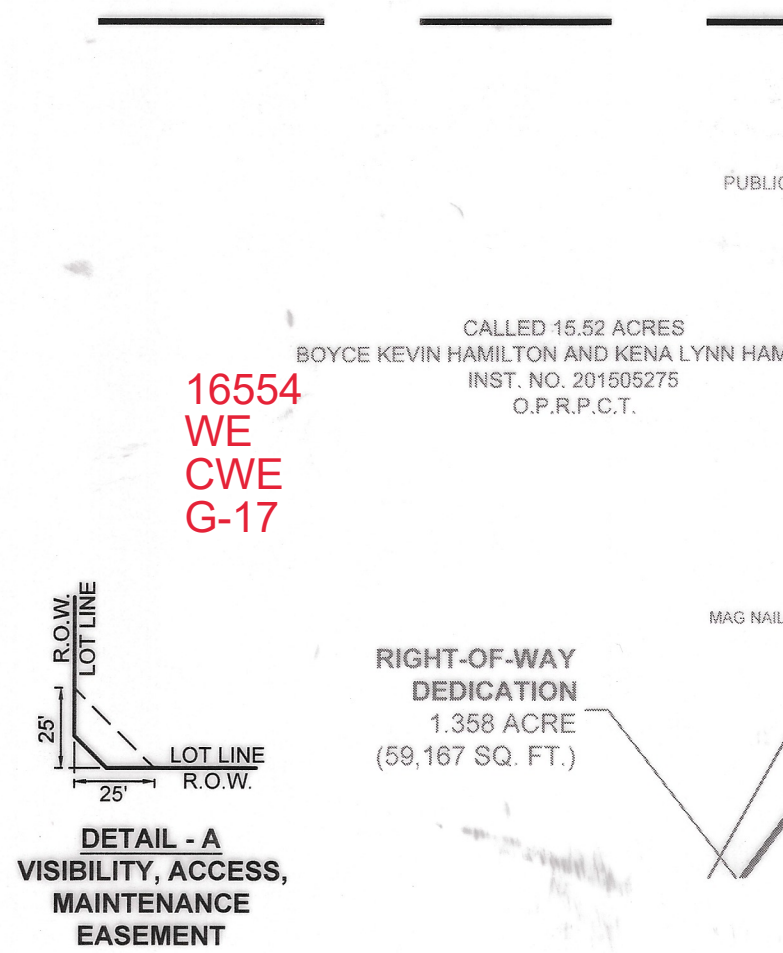 PUBLIC
CALLED 15.52 ACRES
BOYCE KEVIN HAMILTON AND KENA LYNN HAM
INST. NO. 201505275
O.P.R.P.C.T.
16554
WE
CWE
G-17
R.O.W.
LOT LINE
25'
LOT LINE
R.O.W.
25'
DETAIL - A
VISIBILITY, ACCESS,
MAINTENANCE
EASEMENT
MAG NAIL
RIGHT-OF-WAY
DEDICATION
1.358 ACRE
(59,167 SQ. FT.)